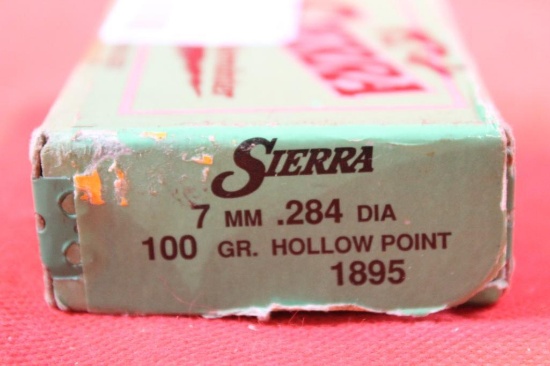 SIERRA
7 MM .284 DIA
100 GR. HOLLOW POINT
1895